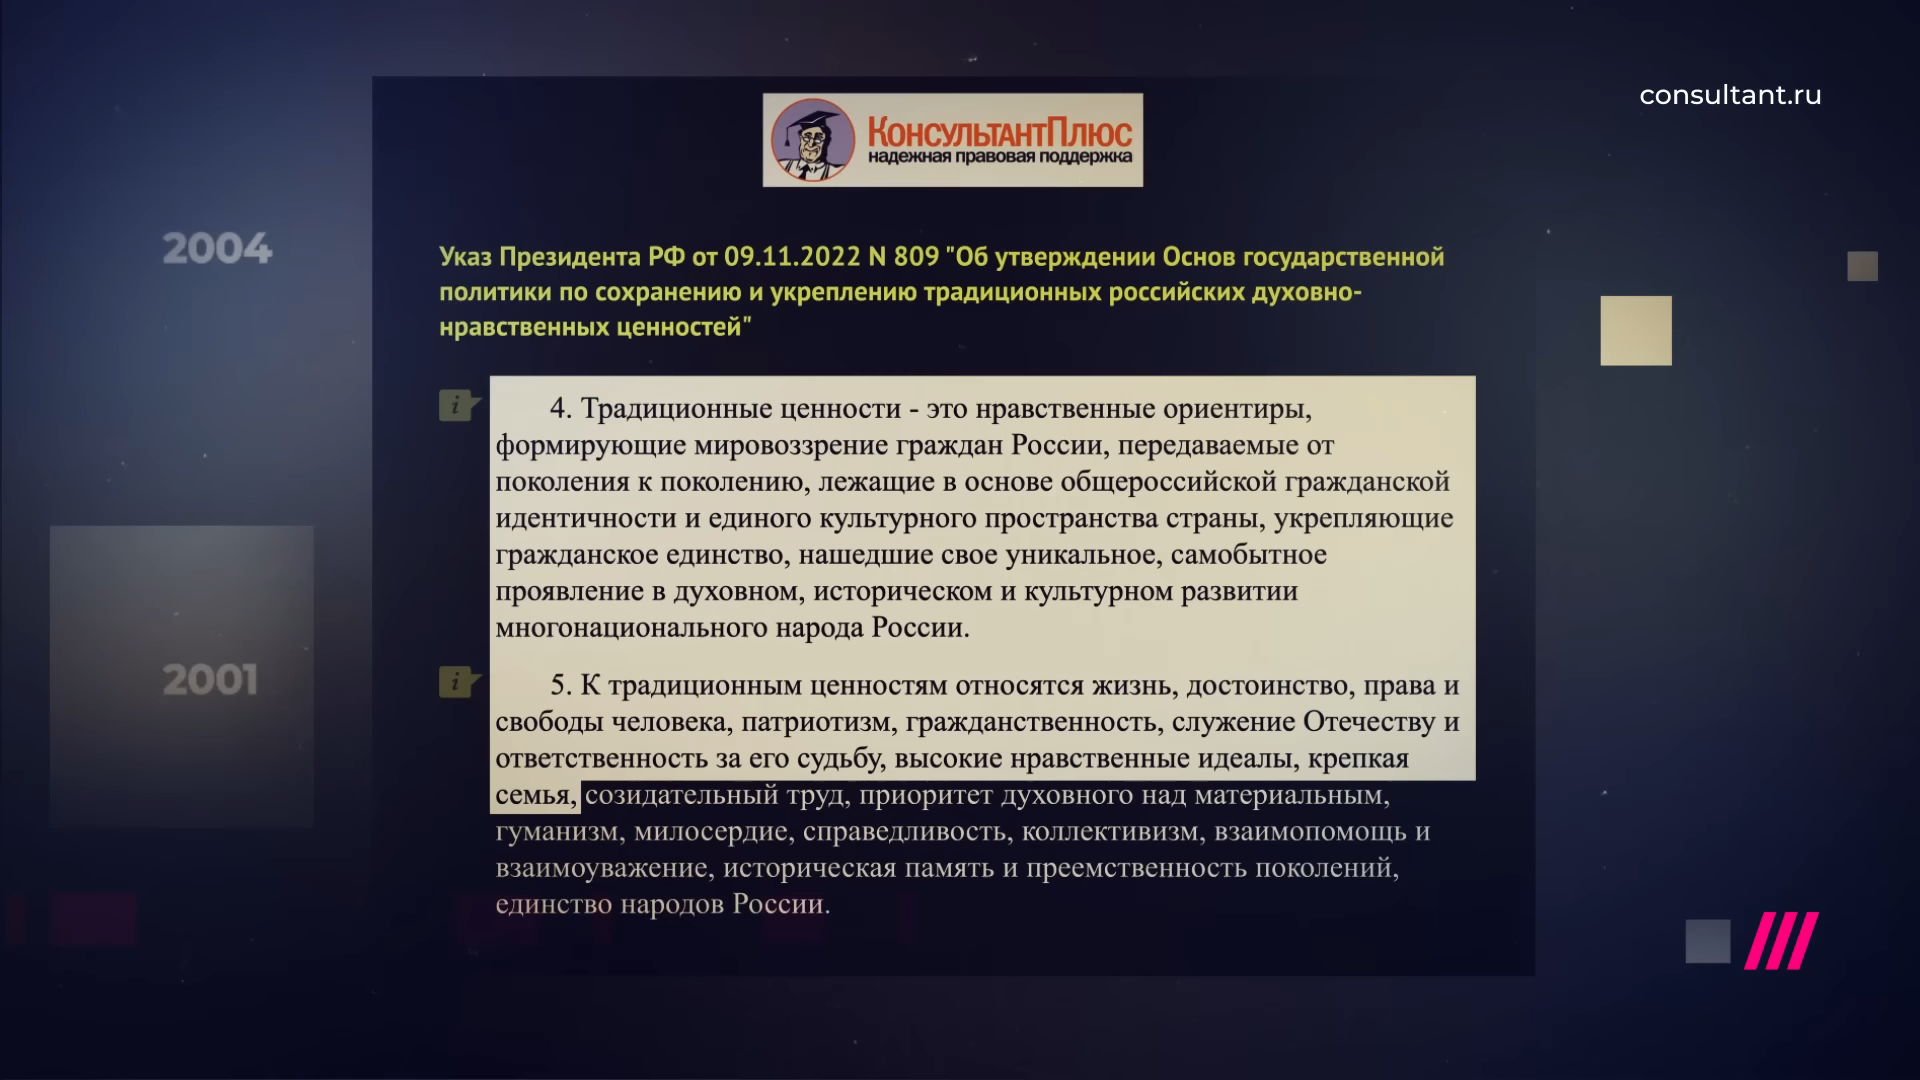 consultant.ru
КонсультантПлюс
надежная правовая поддержка
2004
Указ Президента РФ от 09.11.2022 N 809 "Об утверждении Основ государственной
политики по сохранению и укреплению традиционных российских духовно-
нравственных ценностей"
i
4. Традиционные ценности - это нравственные ориентиры,
формирующие мировоззрение граждан России, передаваемые от
поколения к поколению, лежащие в основе общероссийской гражданской
идентичности и единого культурного пространства страны, укрепляющие
гражданское единство, нашедшие свое уникальное, самобытное
проявление в духовном, историческом и культурном развитии
многонационального народа России.
2001
i
5. К традиционным ценностям относятся жизнь, достоинство, права и
свободы человека, патриотизм, гражданственность, служение Отечеству и
ответственность за его судьбу, высокие нравственные идеалы, крепкая
семья, созидательный труд, приоритет духовного над материальным,
гуманизм, милосердие, справедливость, коллективизм, взаимопомощь и
взаимоуважение, историческая память и преемственность поколений,
единство народов России.